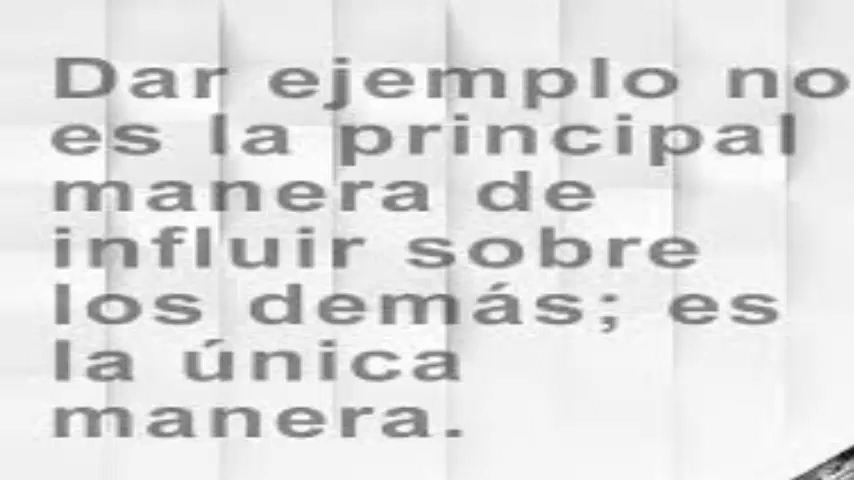 Dar ejemplo no
es la principal
manera de
influir sobre
los demás; es
la única
manera.